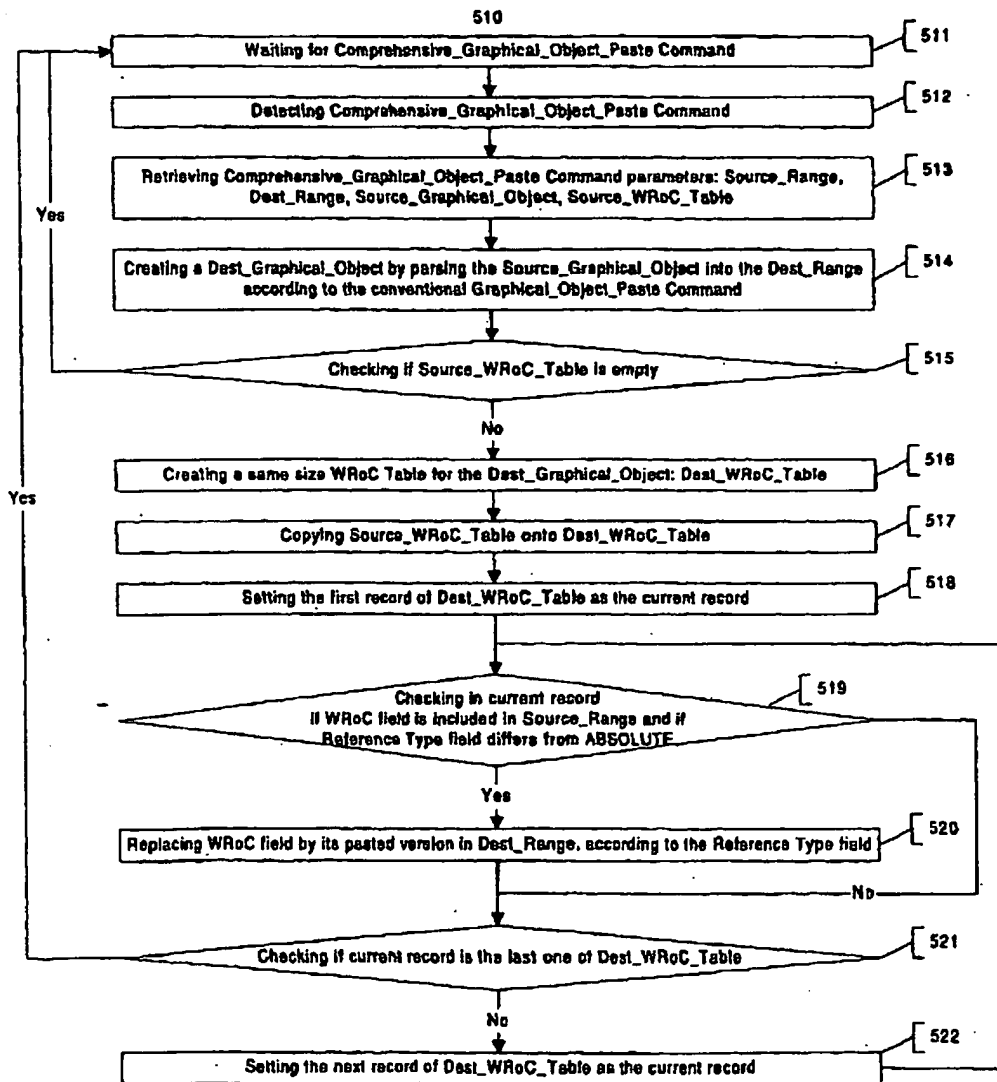 510
Waiting for Comprehensive_Graphical_Object_Paste Command
511
Detecting Comprehensive_Graphical_Object_Paste Command
512
Retrieving Comprehensive_Graphical_Object_Paste Command parameters: Source_Range,
Dest_Range, Source_Graphical_Object, Source_WRoC_Table
513
Yes
Creating a Dest_Graphical_Object by parsing the Source_Graphical_Object into the Dest_Range
according to the conventional Graphical_Object_Paste Command
514
Checking if Source_WRoC_Table is empty
515
No
Creating a same size WRoC Table for the Dest_Graphical_Object: Dest_WRoC_Table
516
Yes
Copying Source_WRoC_Table onto Dest_WRoC_Table
517
Setting the first record of Dest_WRoC_Table as the current record
518
Checking in current record
if WRoC field is included in Source_Range and if
Reference Type field differs from ABSOLUTE
519
Yes
Replacing WRoC field by its pasted version in Dest_Range, according to the Reference Type field
520
No
Checking if current record is the last one of Dest_WRoC_Table
521
No
Setting the next record of Dest_WRoC_Table as the current record
522